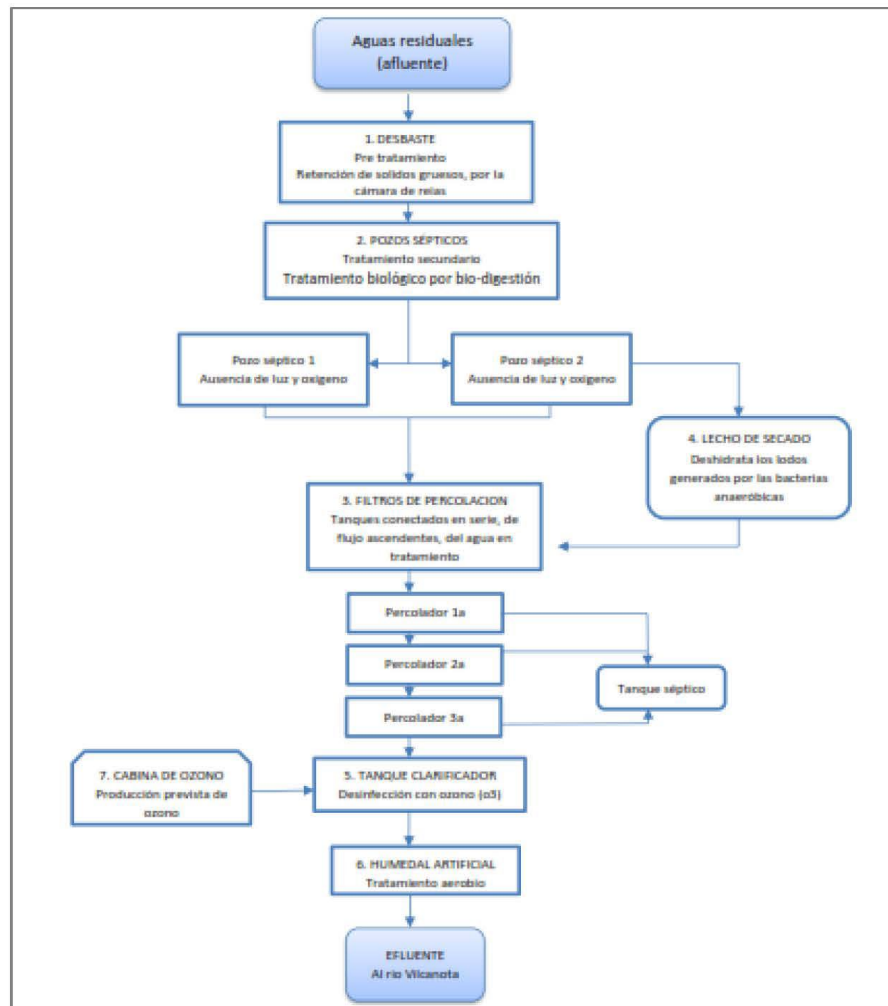 Aguas residuales
(afluente)
1. DESBASTE
Pre tratamiento
Retención de solidos gruesos, por la
cámara de reias
2. POZOS SÉPTICOS
Tratamiento secundario
Tratamiento biológico por bio-digestión
Pozo séptico 1
Ausencia de luz y oxigeno
Pozo séptico 2
Ausencia de luz y oxigeno
4. LECHO DE SECADO
Deshidrata los lodos
generados por las bacterias
anaeróbicas
3. FILTROS DE PERCOLACION
Tanques conectados en serie, de
flujo ascendentes, del agua en
tratamiento
Percolador 1a
Percolador 2a
Tanque séptico
Percolador 3a
7. CABINA DE OZONO
Producción prevista de
ozono
5. TANQUE CLARIFICADOR
Desinfección con ozono (o3)
6. HUMEDAL ARTIFICIAL
Tratamiento aerobio
EFLUENTE
Al rio Vilcanota